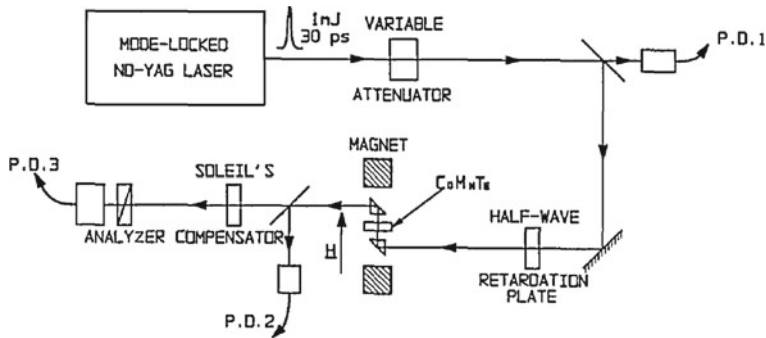 MODE-LOCKED
ND-YAG LASER
1mJ
30 ps
VARIABLE
ATTENUATOR
P.D.1
MAGNET
CDMNTE
P.D.3
SOLEIL'S
HALF-WAVE
ANALYZER COMPENSATOR
H
RETARDATION
PLATE
P.D.2